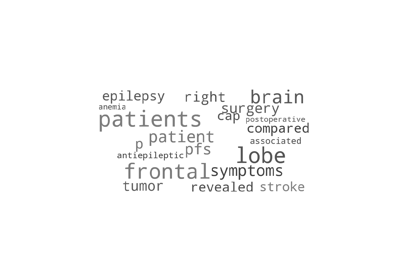 epilepsy right brain
anemia surgery
patients cap postoperative
compared
patient associated
p pfs
antiepileptic lobe
frontal symptoms
tumor revealed stroke